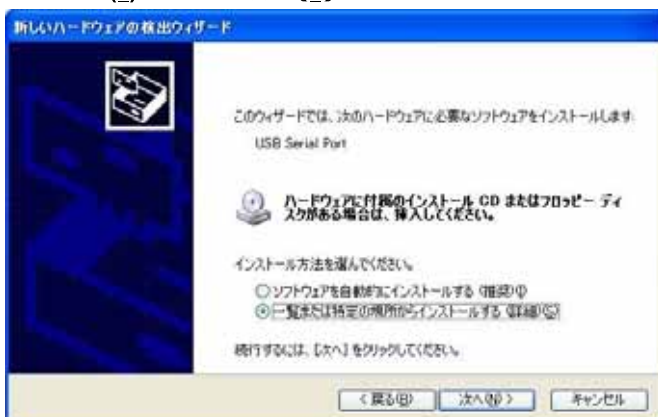 新しいハードウェアの検出ウィザード
このウィザードでは、次のハードウェアに必要なソフトウェアをインストールします:
USB Serial Port
ハードウェアに付属のインストール CD またはフロッピー ディ
スクがある場合は、挿入してください。
インストール方法を選んでください。
ソフトウェアを自動的にインストールする (推奨)(I)
一覧または特定の場所からインストールする (詳細)(S)
続行するには、[次へ] をクリックしてください。
< 戻る(B)
次へ(N) >
キャンセル